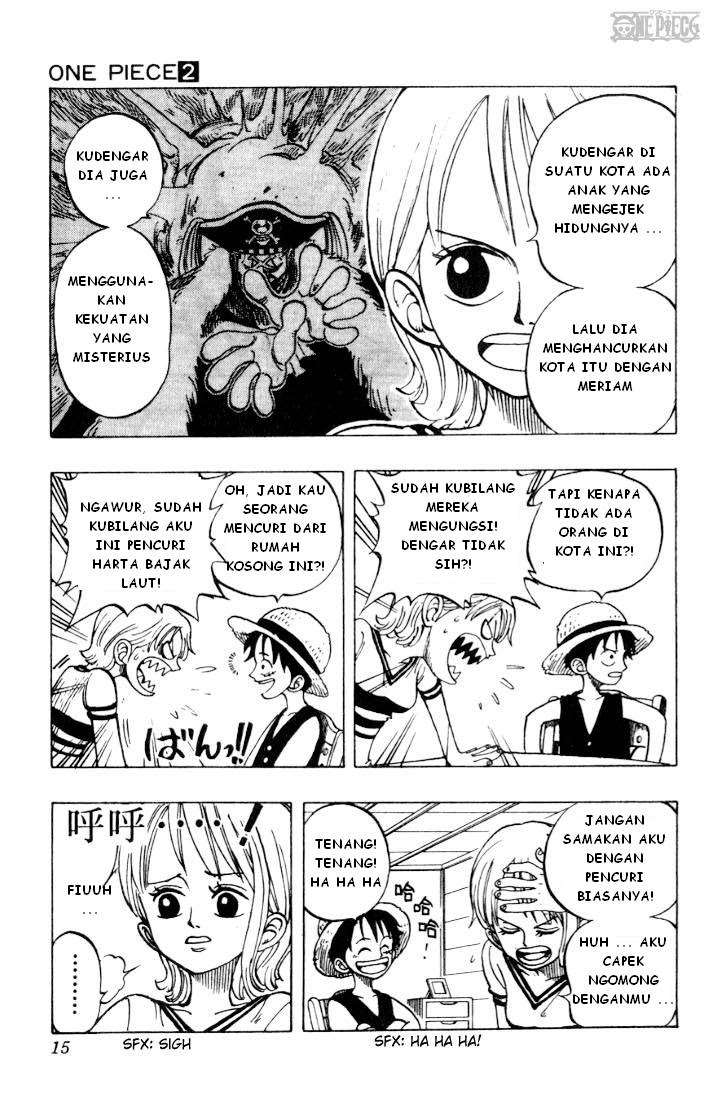 ONE PIECE
ONE PIECE 2
KUDENGAR DI
SUATU KOTA ADA
ANAK YANG
MENGEJEK
HIDUNGNYA ...
LALU DIA
MENGHANCURKAN
KOTA ITU DENGAN
MERIAM
KUDENGAR
DIA JUGA
...
MENGGUNA-
KAN
KEKUATAN
YANG
MISTERIUS
TAPI KENAPA
TIDAK ADA
ORANG DI
KOTA INI?!
SUDAH KUBILANG
MEREKA
MENGUNGSI!
DENGAR TIDAK
SIH?!
OH, JADI KAU
SEORANG
MENCURI DARI
RUMAH
KOSONG INI?!
NGAWUR, SUDAH
KUBILANG AKU
INI PENCURI
HARTA BAJAK
LAUT!
ばんっ!!
JANGAN
SAMAKAN AKU
DENGAN
PENCURI
BIASANYA!
HUH ... AKU
CAPEK
NGOMONG
DENGANMU ...
TENANG!
TENANG!
HA HA HA
哈哈哈!
SFX: HA HA HA!
呼呼·····!
FIUUH
...
········
SFX: SIGH
15